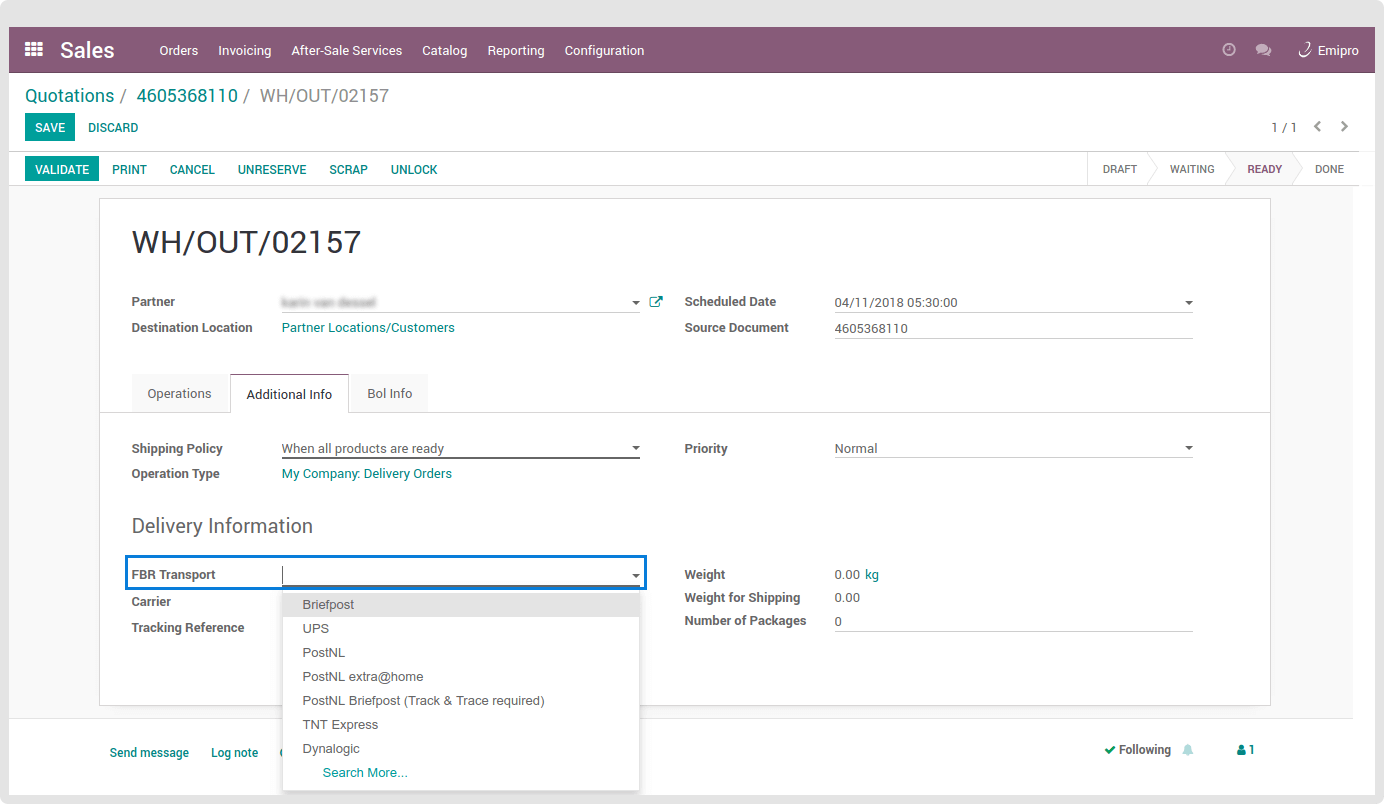 Sales Orders Invoicing After-Sale Services Catalog Reporting Configuration Emipro
Quotations / 4605368110 / WH/OUT/02157
SAVE DISCARD 1 / 1
VALIDATE PRINT CANCEL UNRESERVE SCRAP UNLOCK DRAFT WAITING READY DONE
WH/OUT/02157
Partner Scheduled Date 04/11/2018 05:30:00
Destination Location Partner Locations/Customers Source Document 4605368110
Operations Additional Info Bol Info
Shipping Policy When all products are ready Priority Normal
Operation Type My Company: Delivery Orders
Delivery Information
FBR Transport Weight 0.00 kg
Carrier Weight for Shipping 0.00
Tracking Reference Number of Packages 0
Briefpost
UPS
PostNL
PostNL extra@home
PostNL Briefpost (Track & Trace required)
TNT Express
Dynalogic
Search More...
Send message Log note Following 1